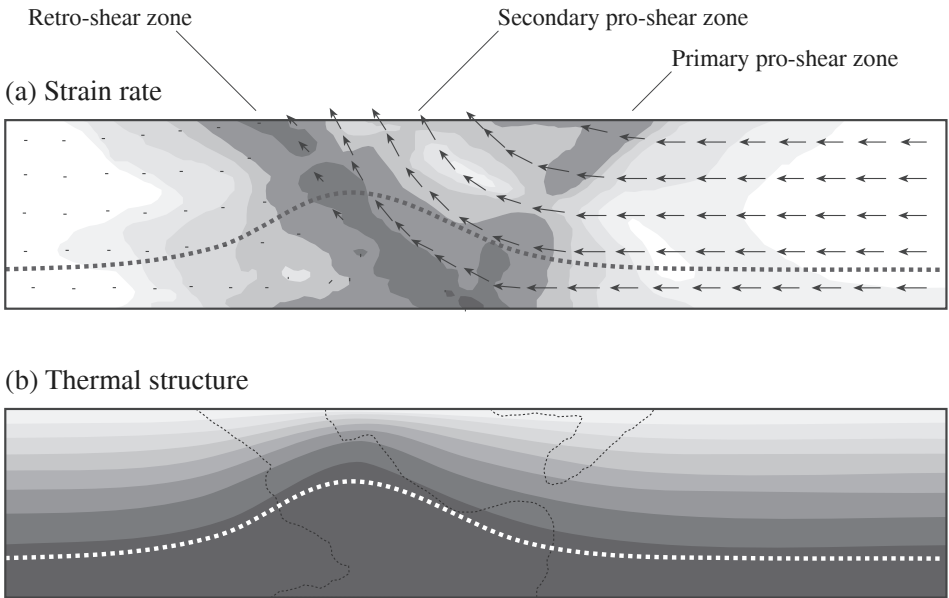 Retro-shear zone
Secondary pro-shear zone
Primary pro-shear zone
(a) Strain rate
(b) Thermal structure